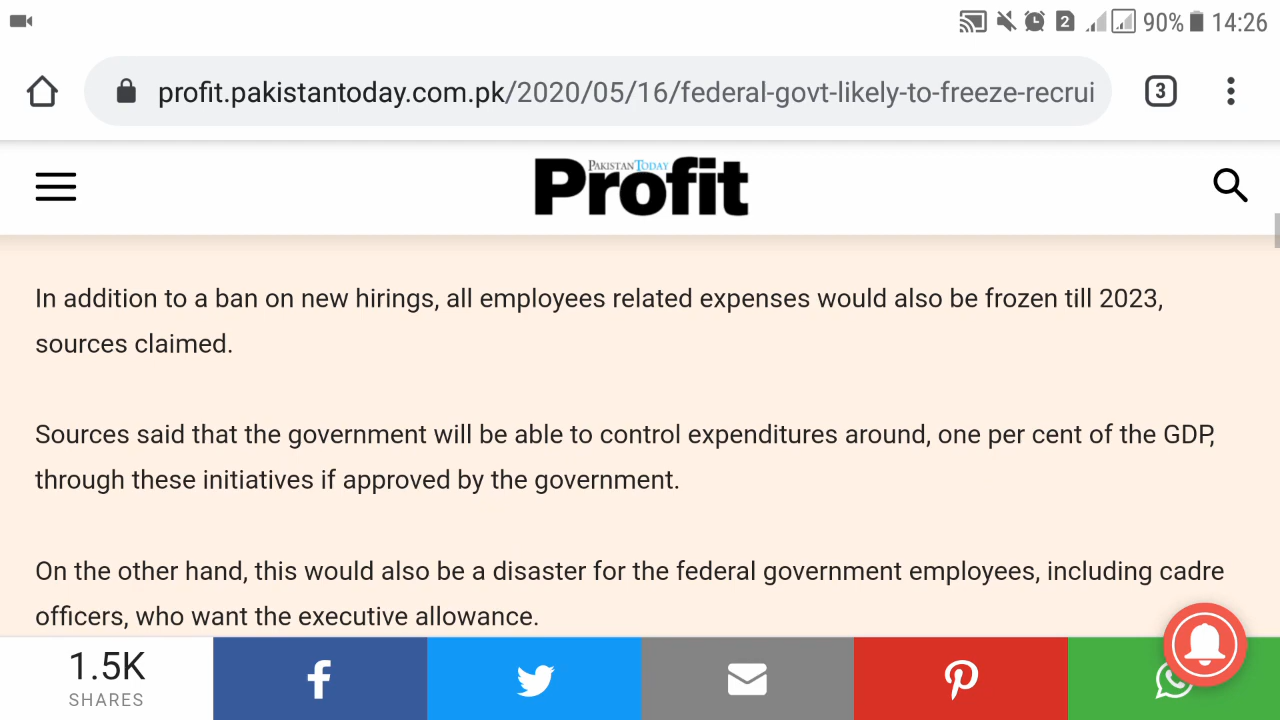 2 90% 14:26
profit.pakistantoday.com.pk/2020/05/16/federal-govt-likely-to-freeze-recrui
3
PAKISTANTODAY
Profit
In addition to a ban on new hirings, all employees related expenses would also be frozen till 2023,
sources claimed.
Sources said that the government will be able to control expenditures around, one per cent of the GDP,
through these initiatives if approved by the government.
On the other hand, this would also be a disaster for the federal government employees, including cadre
officers, who want the executive allowance.
1.5K
SHARES